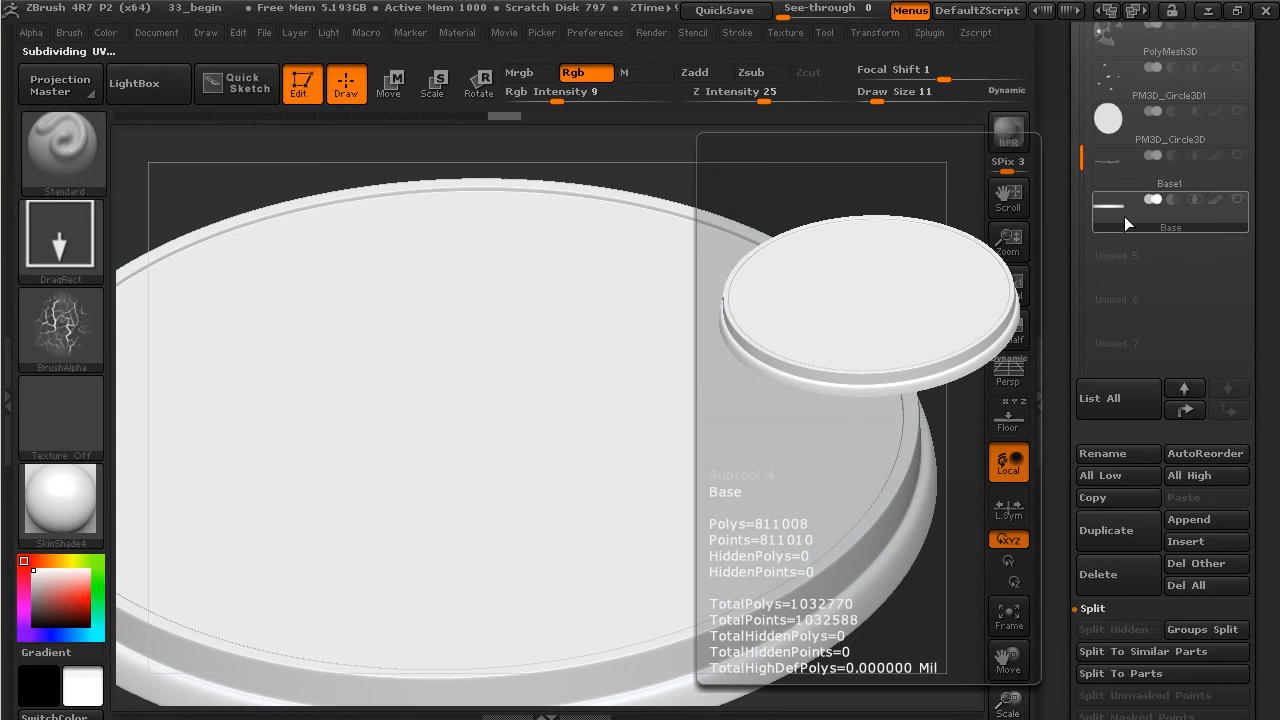 ZBrush 4R7 P2 (x64) 33_begin • Free Mem 5.193GB • Active Mem 1000 • Scratch Disk 797 • ZTime
QuickSave
See-through 0
Menus
DefaultZScript
Alpha Brush Color Document Draw Edit File Layer Light Macro Marker Material Movie Picker Preferences Render Stencil Stroke Texture Tool Transform Zplugin Zscript
Subdividing UV...
Projection Master
LightBox
Quick Sketch
Edit
Draw
Move
Scale
Rotate
Mrgb
Rgb
M
Rgb Intensity 9
Zadd
Zsub
Zcut
Z Intensity 25
Focal Shift 1
Draw Size 11
Dynamic
Standard
DragRect
BrushAlpha
Texture Off
SkinShade4
Gradient
SwitchColor
Subtool 4
Base
Polys=811008
Points=811010
HiddenPolys=0
HiddenPoints=0
TotalPolys=1032770
TotalPoints=1032588
TotalHiddenPolys=0
TotalHiddenPoints=0
TotalHighDefPolys=0.000000 Mil
BPR
SPix 3
Scroll
Zoom
Dynamic
Persp
X Y Z
Floor
Local
L.Sym
XYZ
Y
Z
Frame
Move
Scale
PolyMesh3D
PM3D_Circle3D1
PM3D_Circle3D
Base1
Base
Unused 5
Unused 6
Unused 7
List All
Rename
AutoReorder
All Low
All High
Copy
Paste
Duplicate
Append
Insert
Delete
Del Other
Del All
Split
Split Hidden
Groups Split
Split To Similar Parts
Split To Parts
Split Unmasked Points
Split Masked Points